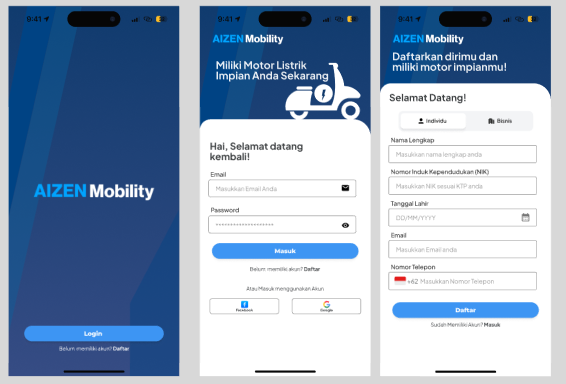 9:41
AIZEN Mobility
Login
Belum memiliki akun? Daftar
9:41
AIZEN Mobility
Miliki Motor Listrik
Impian Anda Sekarang
Hai, Selamat datang
kembali!
Email
Masukkan Email Anda
Password
********************
Masuk
Belum memiliki akun? Daftar
Atau Masuk menggunakan Akun
Facebook
Google
9:41
AIZEN Mobility
Daftarkan dirimu dan
miliki motor impianmu!
Selamat Datang!
Individu
Bisnis
Nama Lengkap
Masukkan nama lengkap anda
Nomor Induk Kependudukan (NIK)
Masukkan NIK sesuai KTP anda
Tanggal Lahir
DD/MM/YYYY
Email
Masukkan Email anda
Nomor Telepon
+62 Masukkan Nomor Telepon
Daftar
Sudah Memiliki Akun? Masuk